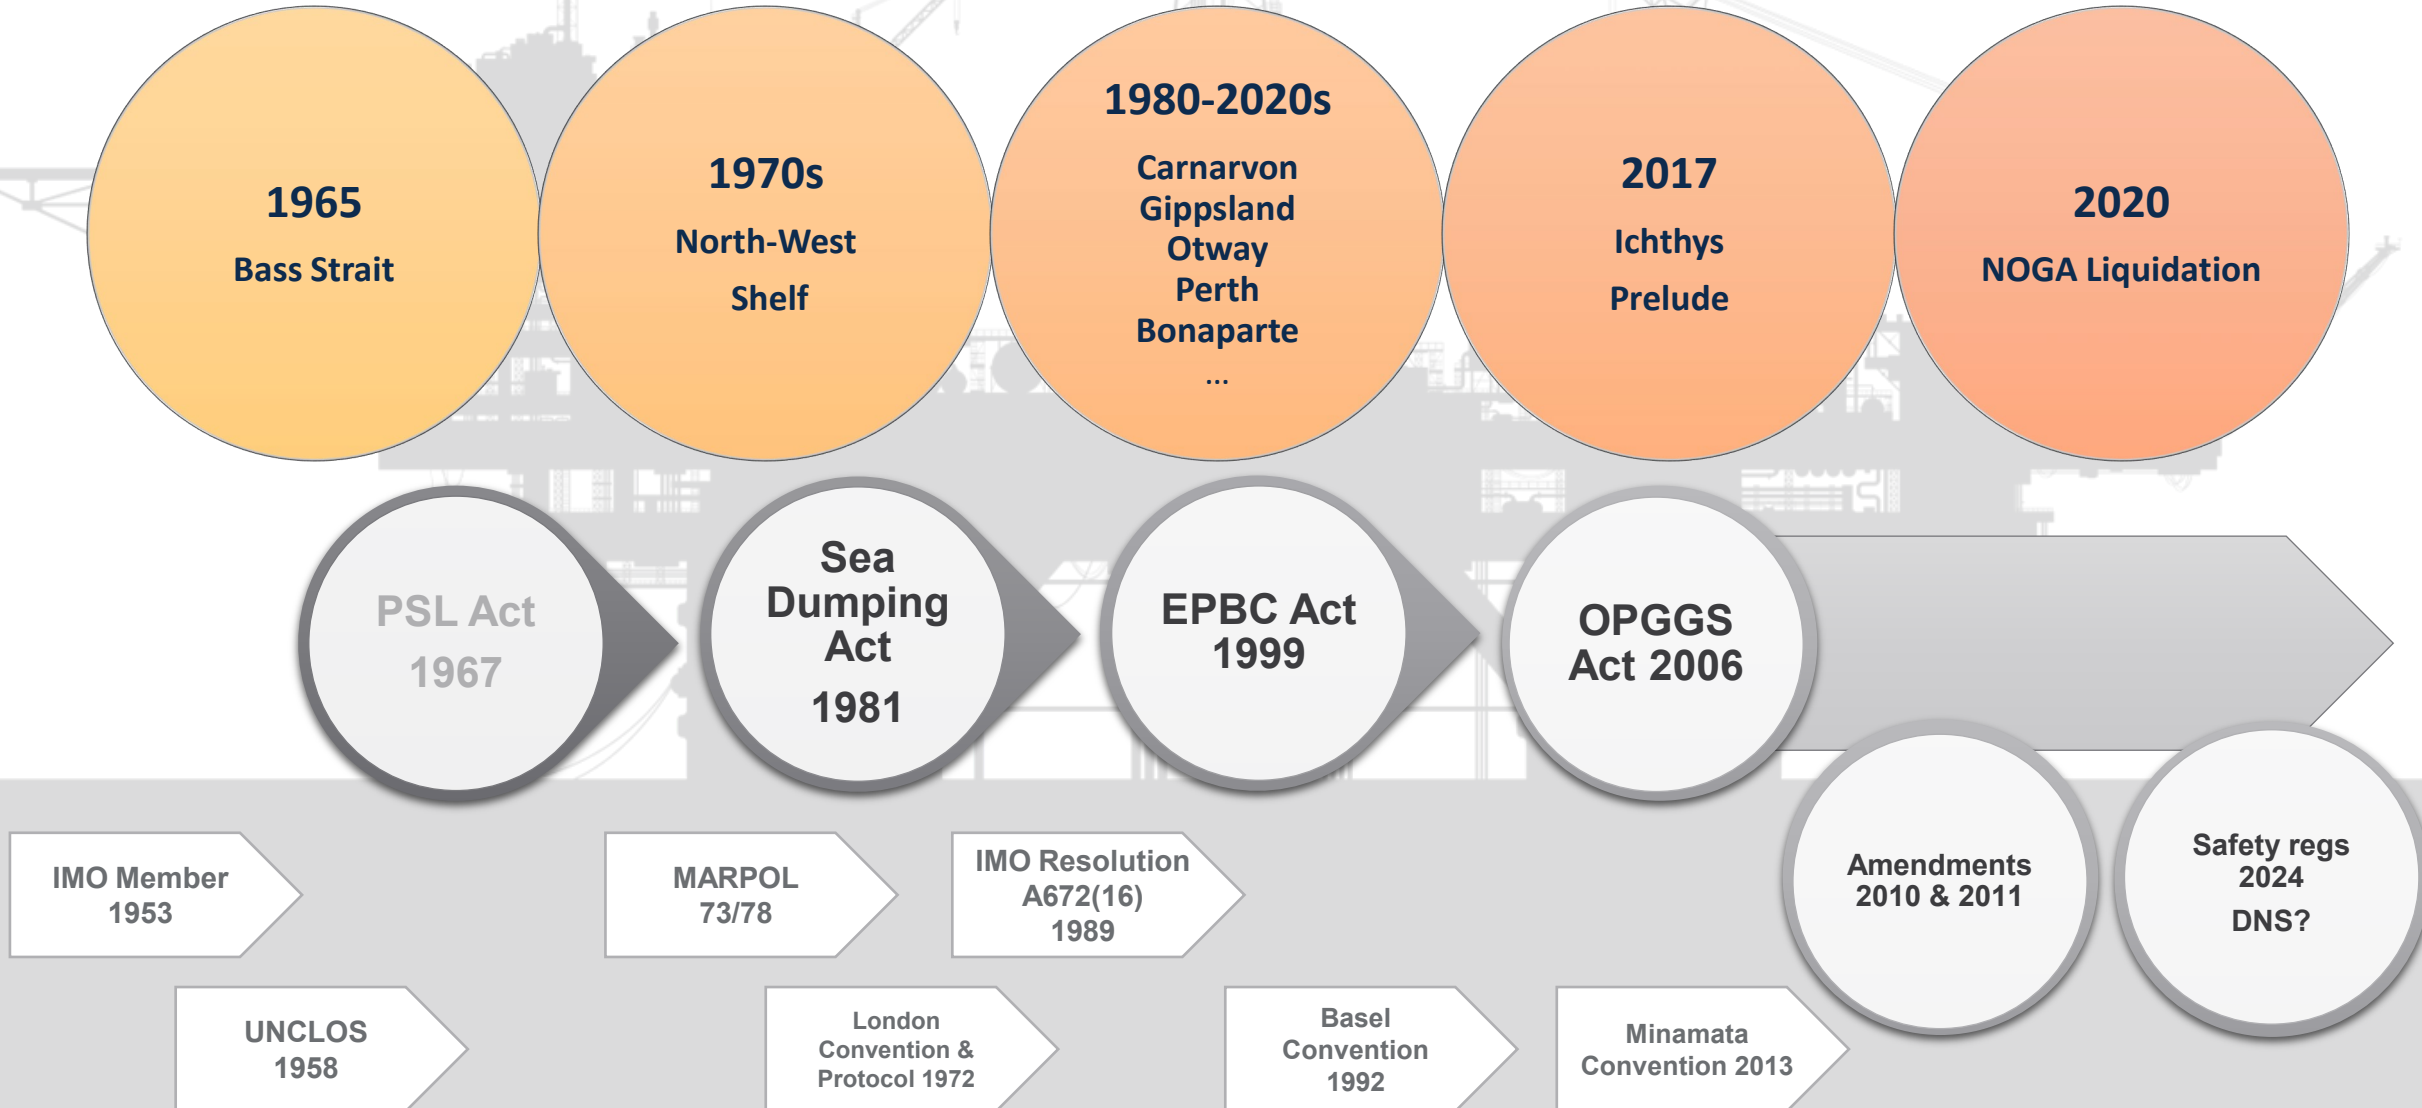 1965
Bass Strait
1970s
North-West
Shelf
1980-2020s
Carnarvon
Gippsland
Otway
Perth
Bonaparte
...
2017
Ichthys
Prelude
2020
NOGA Liquidation
PSL Act
1967
Sea
Dumping
Act
1981
EPBC Act
1999
OPGGS
Act 2006
Amendments
2010 & 2011
Safety regs
2024
DNS?
IMO Member
1953
MARPOL
73/78
IMO Resolution
A672(16)
1989
UNCLOS
1958
London
Convention &
Protocol 1972
Basel
Convention
1992
Minamata
Convention 2013